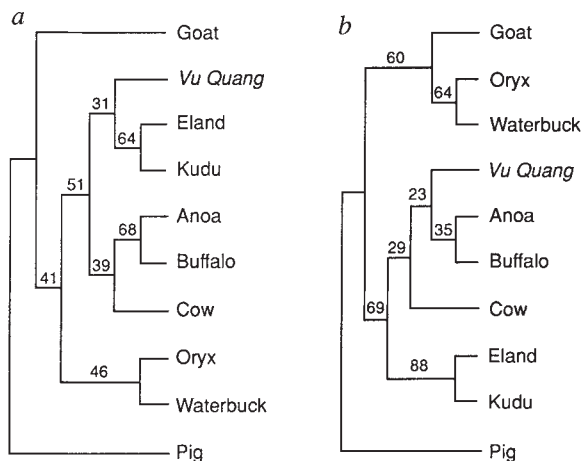 a
Goat
Vu Quang
31
64
Eland
Kudu
51
68
Anoa
39
Buffalo
Cow
41
46
Oryx
Waterbuck
Pig
b
60
Goat
64
Oryx
Waterbuck
Vu Quang
23
35
Anoa
29
Buffalo
69
Cow
88
Eland
Kudu
Pig